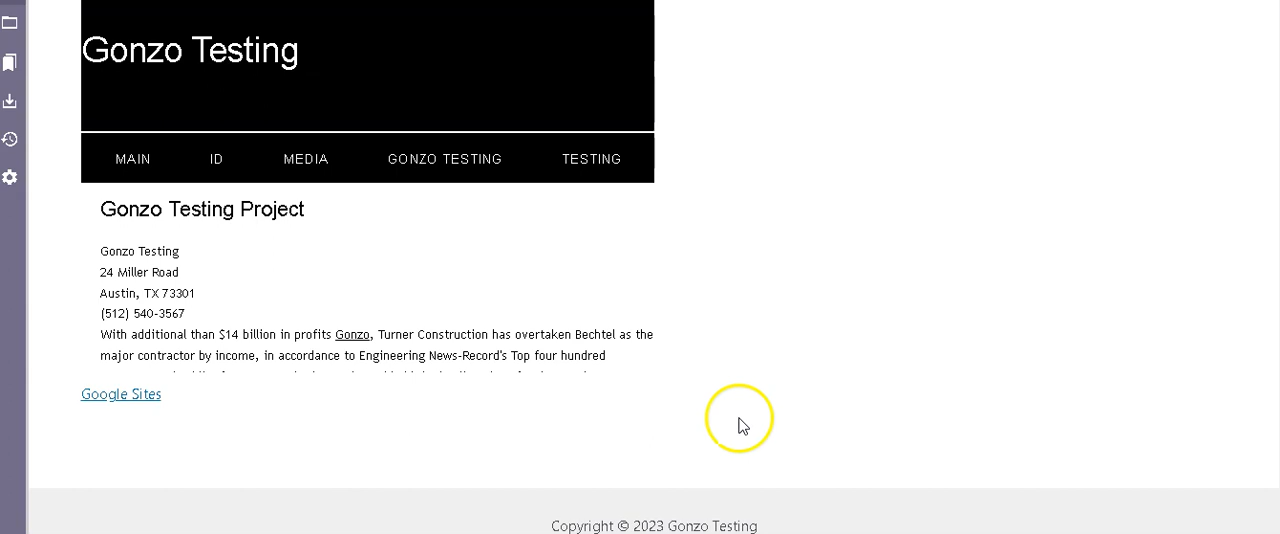 Gonzo Testing
MAIN ID MEDIA GONZO TESTING TESTING
Gonzo Testing Project
Gonzo Testing
24 Miller Road
Austin, TX 73301
(512) 540-3567
With additional than $14 billion in profits Gonzo, Turner Construction has overtaken Bechtel as the
major contractor by income, in accordance to Engineering News-Record's Top four hundred
Google Sites
Copyright © 2023 Gonzo Testing